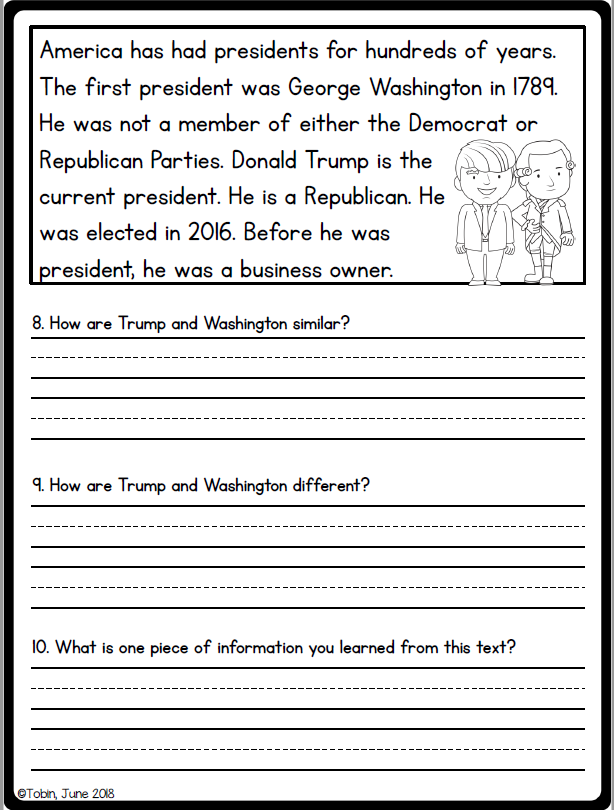 America has had presidents for hundreds of years.
The first president was George Washington in 1789.
He was not a member of either the Democrat or
Republican Parties. Donald Trump is the
current president. He is a Republican. He
was elected in 2016. Before he was
president, he was a business owner.
8. How are Trump and Washington similar?
9. How are Trump and Washington different?
10. What is one piece of information you learned from this text?
©Tobin, June 2018